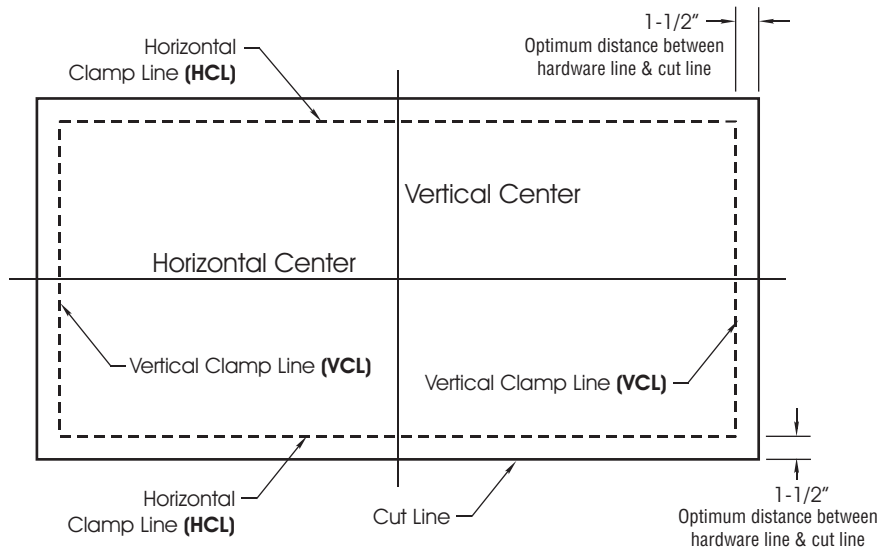 1-1/2"
Optimum distance between
hardware line & cut line
Horizontal
Clamp Line (HCL)
Vertical Center
Horizontal Center
Vertical Clamp Line (VCL)
Vertical Clamp Line (VCL)
Horizontal
Clamp Line (HCL)
Cut Line
1-1/2"
Optimum distance between
hardware line & cut line